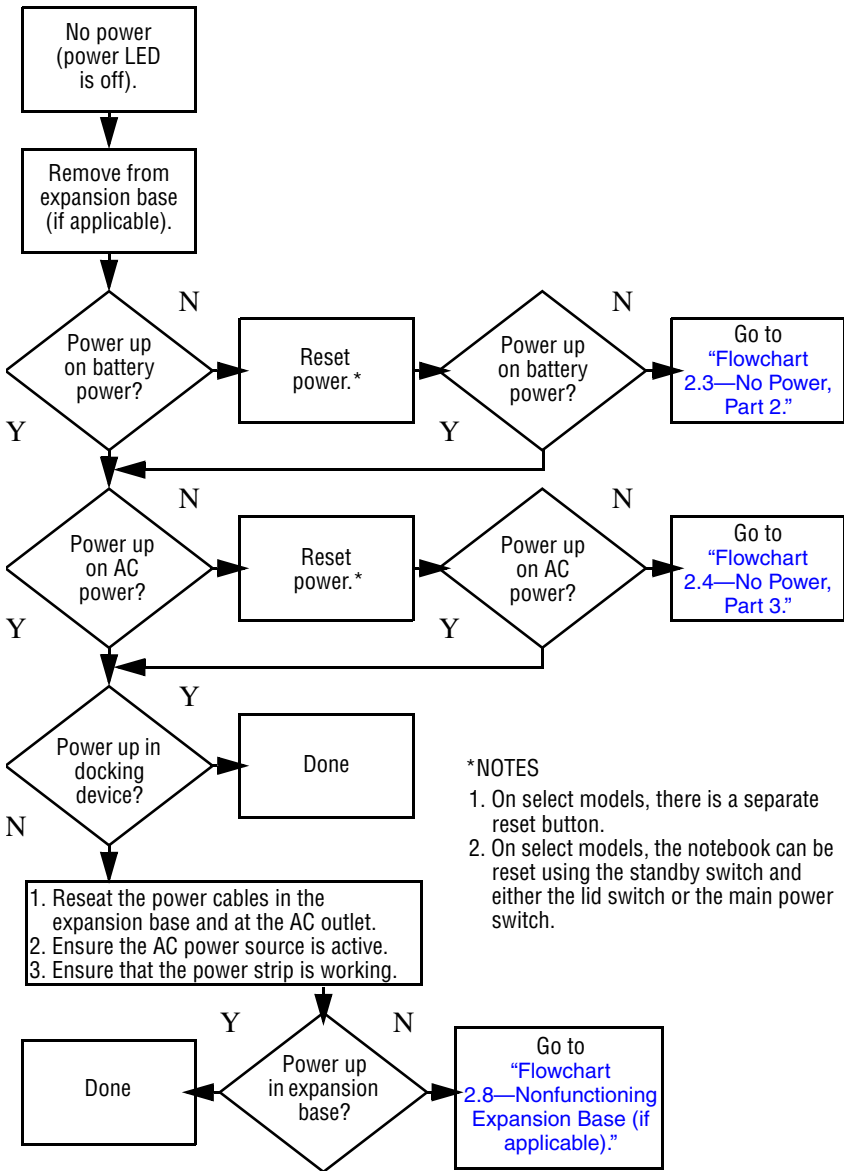 No power
(power LED
is off).
Remove from
expansion base
(if applicable).
N
N
Power up
on battery
power?
Reset
power.*
Power up
on battery
power?
Go to
“Flowchart
2.3—No Power,
Part 2.”
Y
Y
N
N
Power up
on AC
power?
Reset
power.*
Power up
on AC
power?
Go to
“Flowchart
2.4—No Power,
Part 3.”
Y
Y
Y
Power up in
docking
device?
Done
N
*NOTES
1. On select models, there is a separate
reset button.
2. On select models, the notebook can be
reset using the standby switch and
either the lid switch or the main power
switch.
1. Reseat the power cables in the
expansion base and at the AC outlet.
2. Ensure the AC power source is active.
3. Ensure that the power strip is working.
Y
N
Done
Power up
in expansion
base?
Go to
“Flowchart
2.8—Nonfunctioning
Expansion Base (if
applicable).”